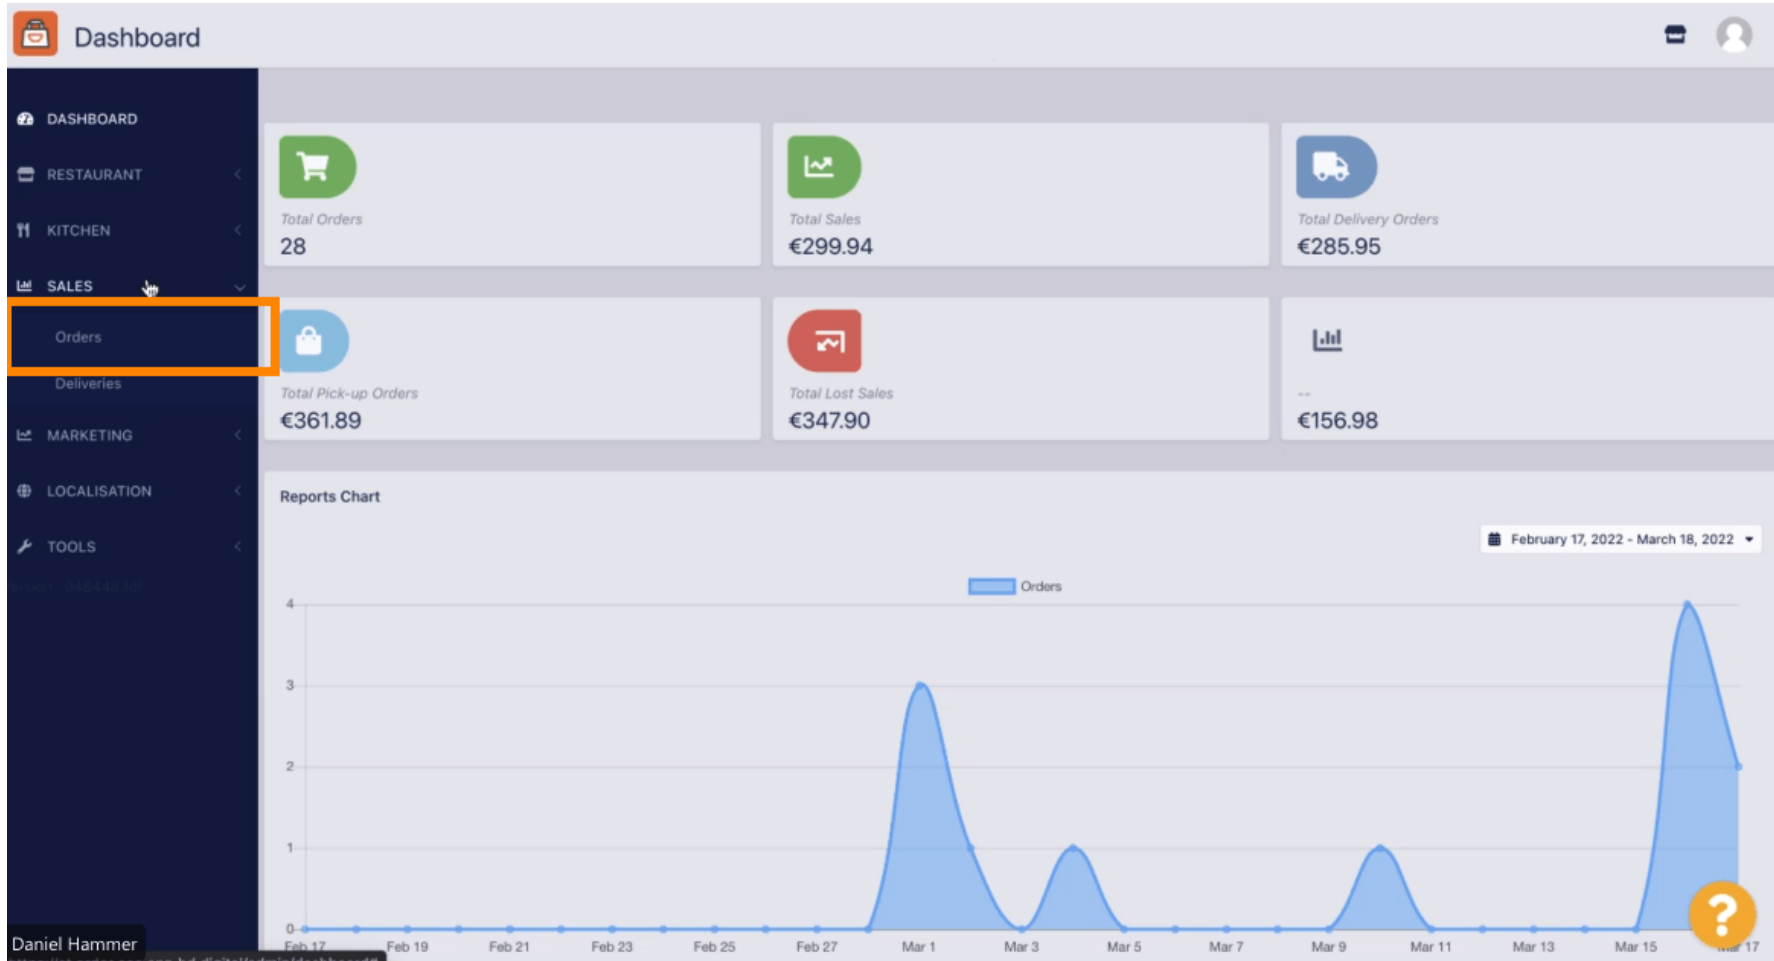 Dashboard
DASHBOARD
RESTAURANT
KITCHEN
SALES
Orders
Deliveries
MARKETING
LOCALISATION
TOOLS
Total Orders
28
Total Sales
€299.94
Total Delivery Orders
€285.95
Total Pick-up Orders
€361.89
Total Lost Sales
€347.90
--
€156.98
Reports Chart
February 17, 2022 - March 18, 2022
Orders
4
3
2
1
0
Feb 17 Feb 19 Feb 21 Feb 23 Feb 25 Feb 27 Mar 1 Mar 3 Mar 5 Mar 7 Mar 9 Mar 11 Mar 13 Mar 15 Mar 17
?
Daniel Hammer